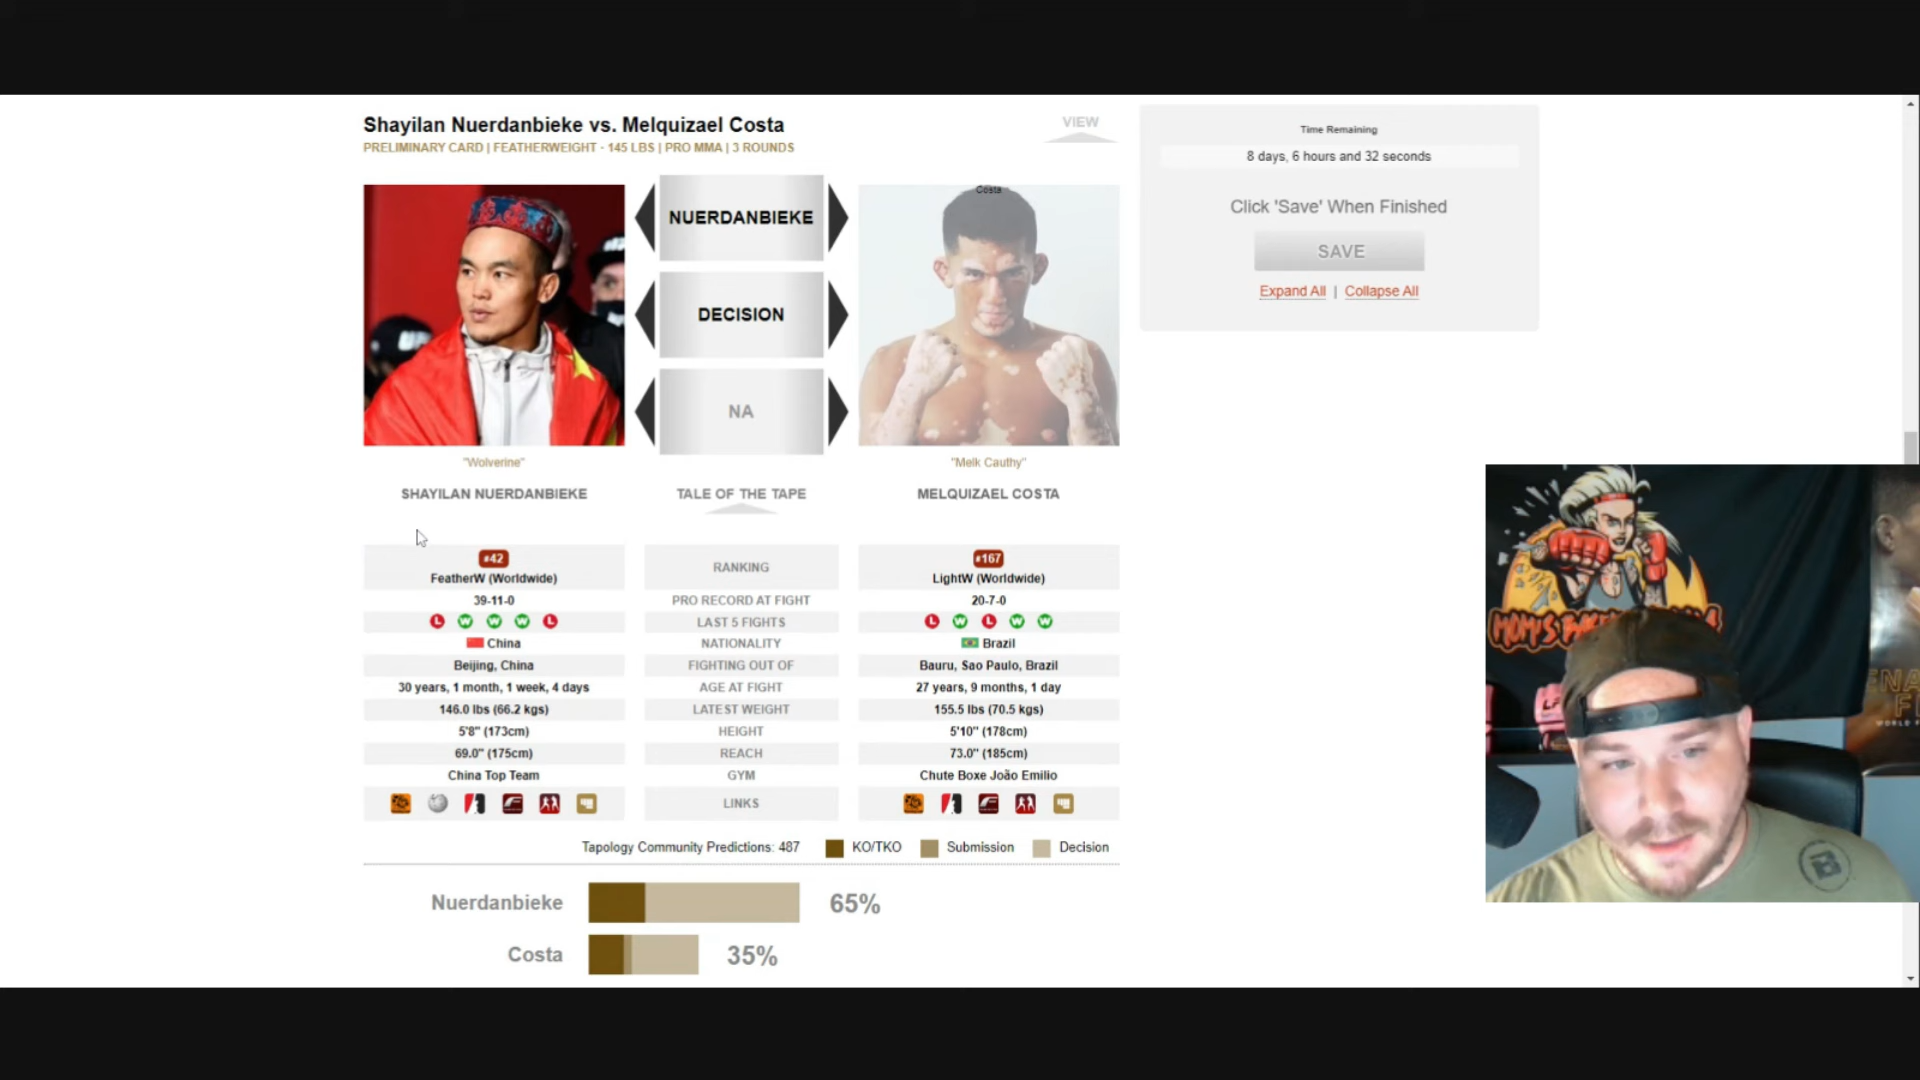 Shayilan Nuerdanbieke vs. Melquizael Costa
PRELIMINARY CARD | FEATHERWEIGHT · 145 LBS | PRO MMA | 3 ROUNDS
VIEW
Time Remaining
8 days, 6 hours and 32 seconds
Click 'Save' When Finished
SAVE
Expand All | Collapse All
Costa
NUERDANBIEKE
DECISION
NA
"Wolverine"
"Melk Cauthy"
SHAYILAN NUERDANBIEKE
TALE OF THE TAPE
MELQUIZAEL COSTA
#42
#167
FeatherW (Worldwide)
RANKING
LightW (Worldwide)
39-11-0
PRO RECORD AT FIGHT
20-7-0
L W W W L
LAST 5 FIGHTS
L W L W W
China
NATIONALITY
Brazil
Beijing, China
FIGHTING OUT OF
Bauru, Sao Paulo, Brazil
30 years, 1 month, 1 week, 4 days
AGE AT FIGHT
27 years, 9 months, 1 day
146.0 lbs (66.2 kgs)
LATEST WEIGHT
155.5 lbs (70.5 kgs)
5'8" (173cm)
HEIGHT
5'10" (178cm)
69.0" (175cm)
REACH
73.0" (185cm)
China Top Team
GYM
Chute Boxe João Emilio
LINKS
Tapology Community Predictions: 487
KO/TKO
Submission
Decision
Nuerdanbieke
65%
Costa
35%
MOM'S